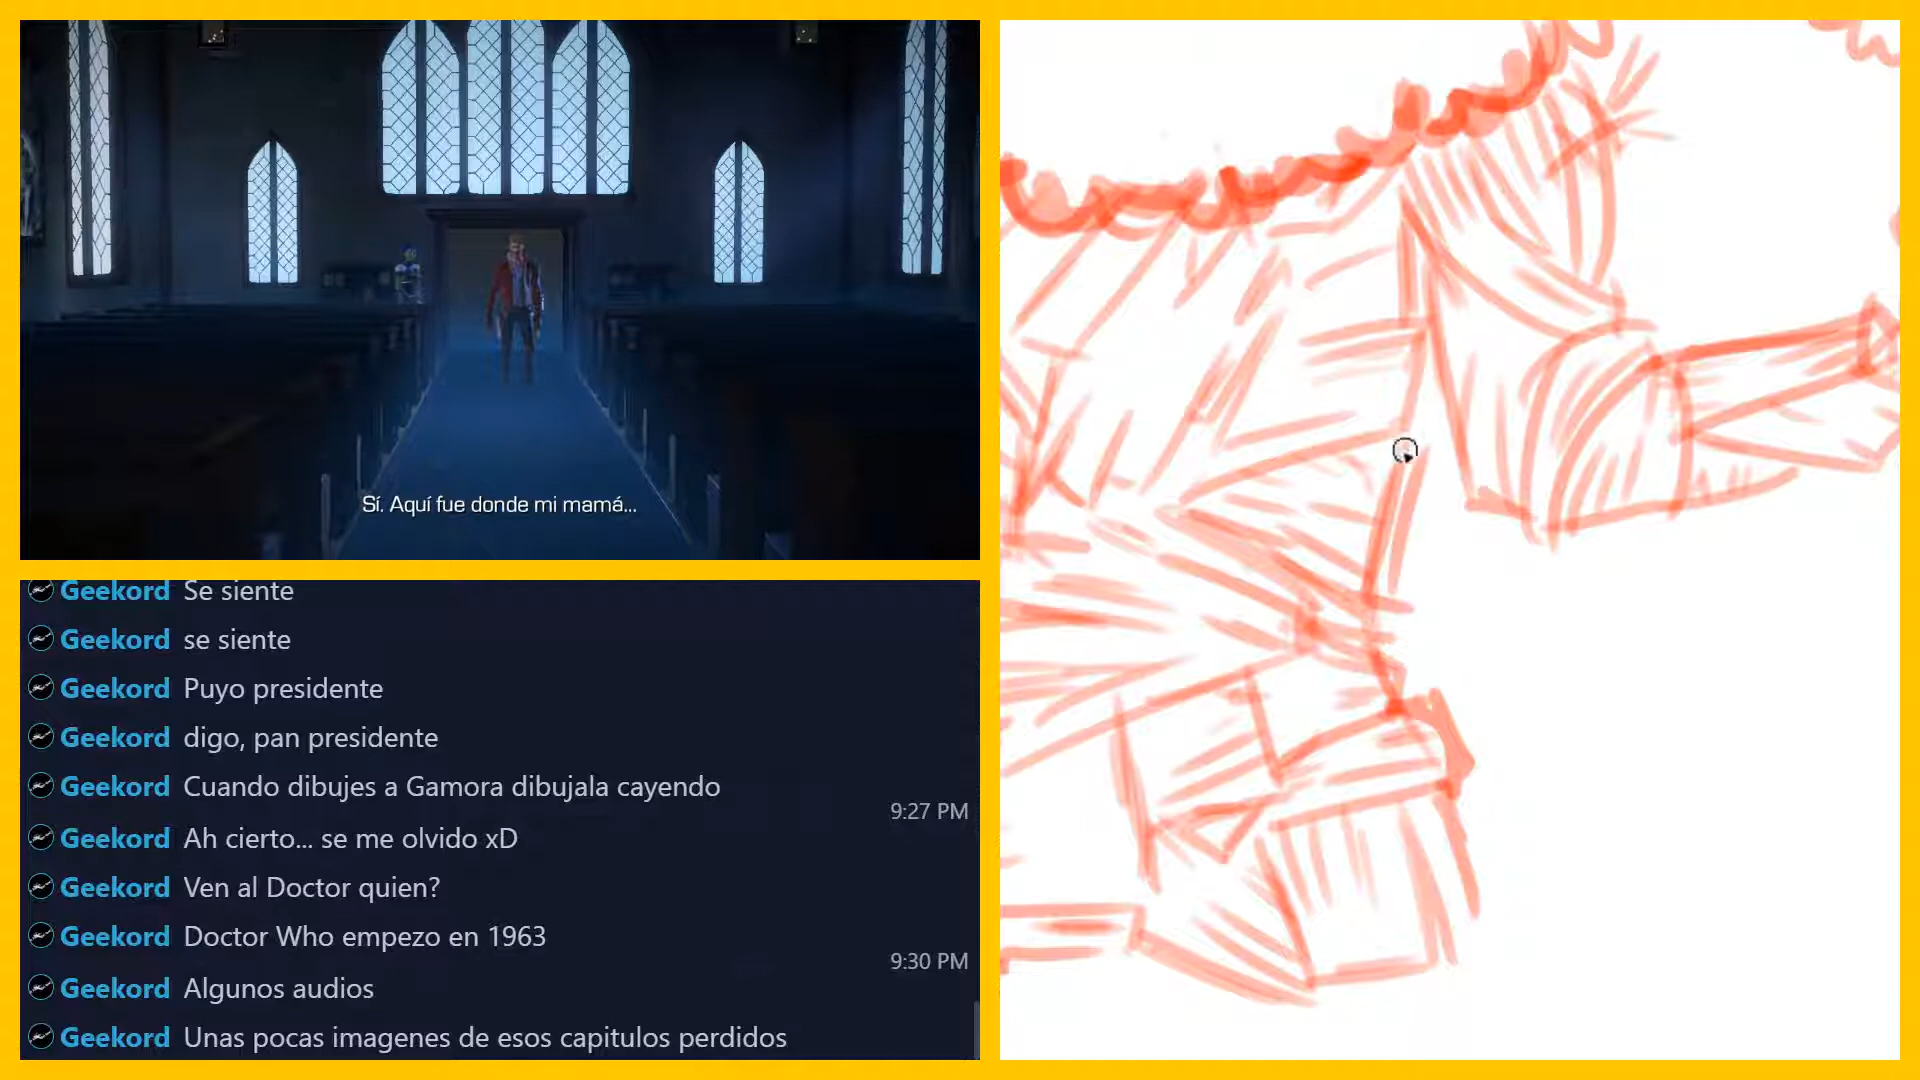 Sí. Aquí fue donde mi mamá...
Geekord Se siente
Geekord se siente
Geekord Puyo presidente
Geekord digo, pan presidente
Geekord Cuando dibujes a Gamora dibujala cayendo
9:27 PM
Geekord Ah cierto... se me olvido xD
Geekord Ven al Doctor quien?
Geekord Doctor Who empezo en 1963
9:30 PM
Geekord Algunos audios
Geekord Unas pocas imagenes de esos capitulos perdidos